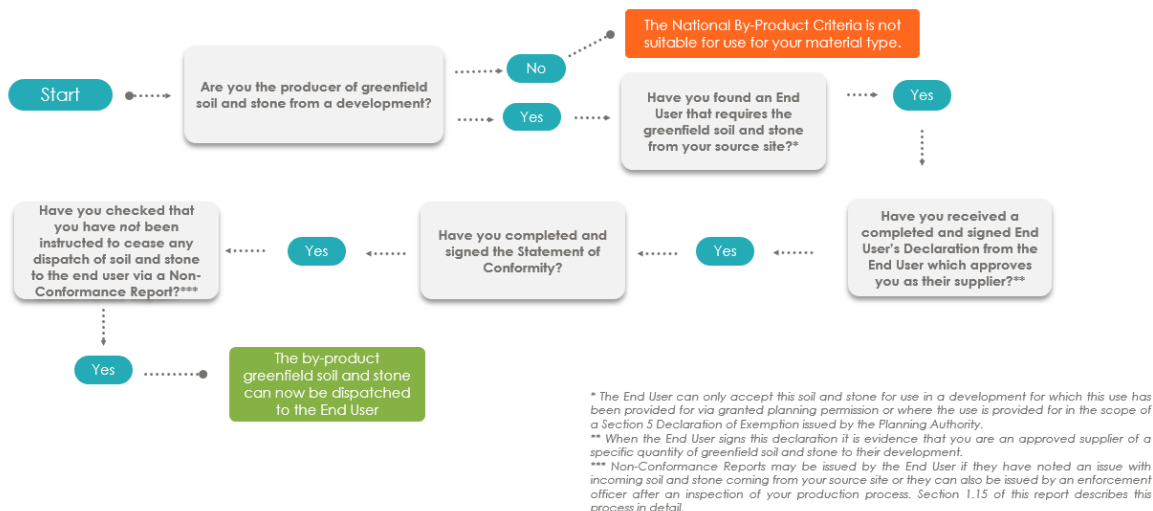 The National By-Product Criteria is not
suitable for use for your material type.
No
Start
Are you the producer of greenfield
soil and stone from a development?
Yes
Have you found an End
User that requires the
greenfield soil and stone
from your source site?*
Yes
Have you received a
completed and signed End
User's Declaration from the
End User which approves
you as their supplier?**
Yes
Have you completed and
signed the Statement of
Conformity?
Yes
Have you checked that
you have not been
instructed to cease any
dispatch of soil and stone
to the end user via a Non-
Conformance Report?***
Yes
The by-product
greenfield soil and stone
can now be dispatched
to the End User
* The End User can only accept this soil and stone for use in a development for which this use has
been provided for via granted planning permission or where the use is provided for in the scope of
a Section 5 Declaration of Exemption issued by the Planning Authority.
** When the End User signs this declaration it is evidence that you are an approved supplier of a
specific quantity of greenfield soil and stone to their development.
*** Non-Conformance Reports may be issued by the End User if they have noted an issue with
incoming soil and stone coming from your source site or they can also be issued by an enforcement
officer after an inspection of your production process. Section 1.15 of this report describes this
process in detail.